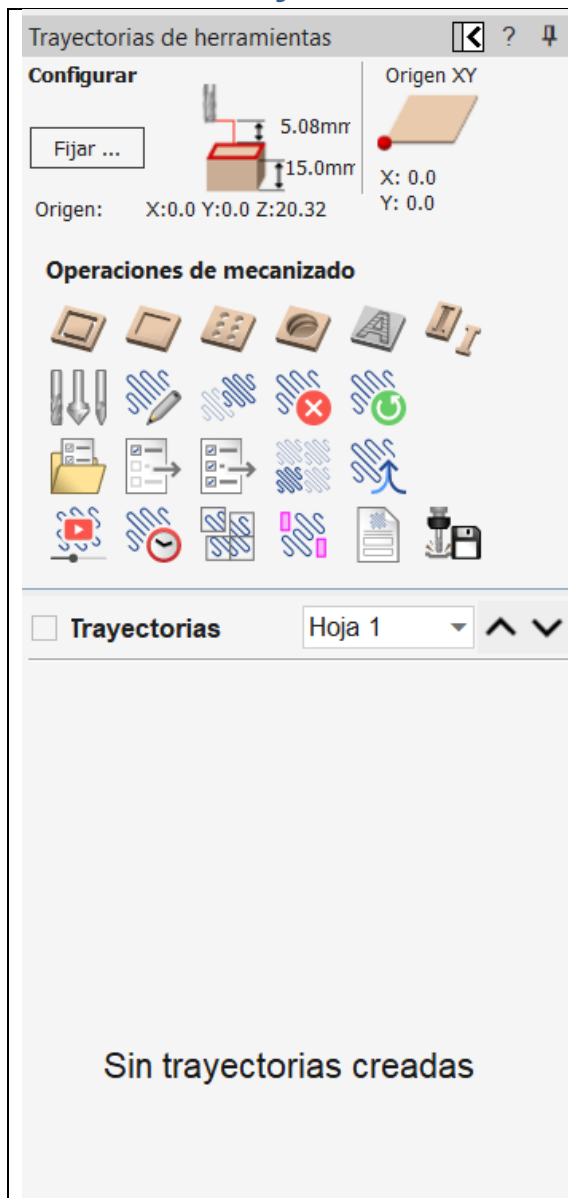 Trayectorias de herramientas ?
Configurar
Origen XY
5.08mm
Fijar ...
15.0mm
X: 0.0
Origen: X:0.0 Y:0.0 Z:20.32
Y: 0.0
Operaciones de mecanizado
Trayectorias Hoja 1
Sin trayectorias creadas